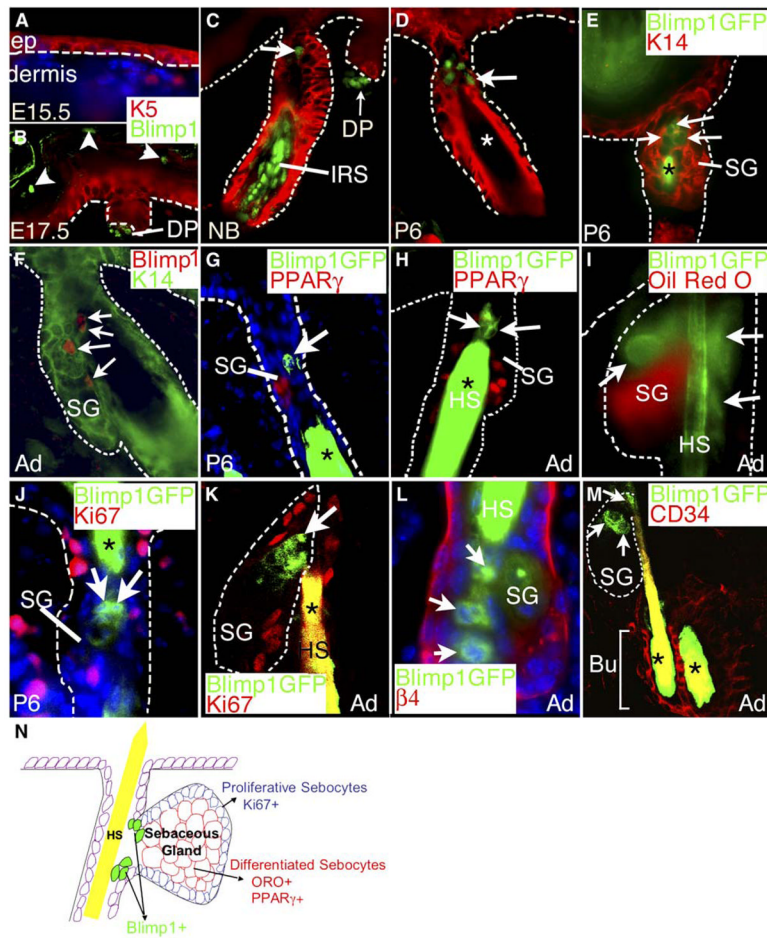 A
ep
dermis
E15.5
K5
Blimp1
B
E17.5
DP
C
DP
IRS
NB
D
*
P6
E
Blimp1GFP
K14
*
SG
P6
F
Blimp1
K14
SG
Ad
G
Blimp1GFP
PPARγ
SG
*
P6
H
Blimp1GFP
PPARγ
*
SG
HS
Ad
I
Blimp1GFP
Oil Red O
SG
HS
Ad
J
Blimp1GFP
Ki67
*
SG
P6
K
*
SG
HS
Blimp1GFP
Ki67
Ad
L
HS
SG
Blimp1GFP
β4
Ad
M
Blimp1GFP
CD34
SG
Bu
* *
Ad
N
HS
Sebaceous
Gland
Proliferative Sebocytes
Ki67+
Differentiated Sebocytes
ORO+
PPARγ+
Blimp1+